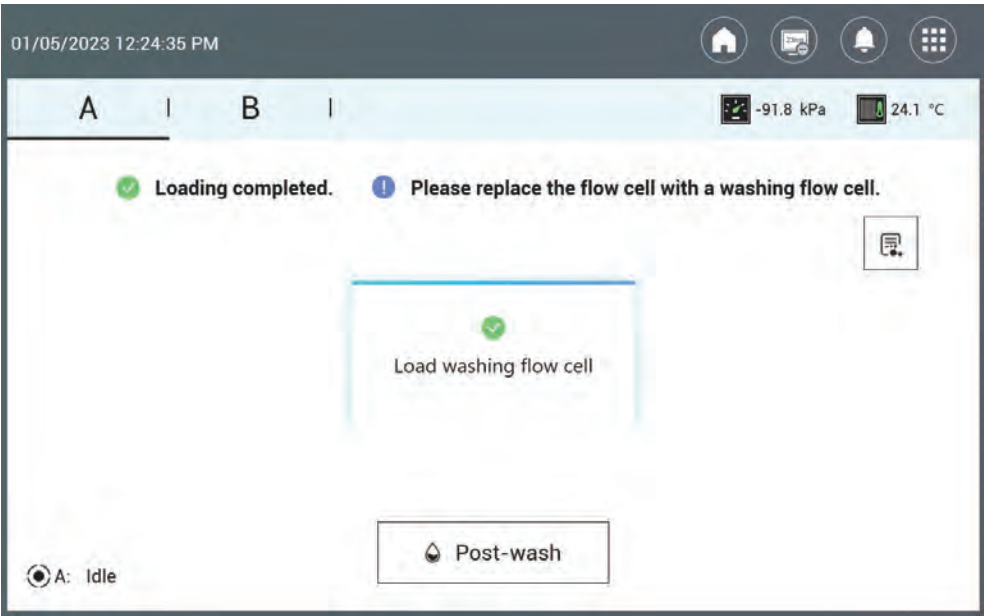 01/05/2023 12:24:35 PM
A | B |
-91.8 kPa
24.1 °C
Loading completed.
Please replace the flow cell with a washing flow cell.
Load washing flow cell
Post-wash
A: Idle